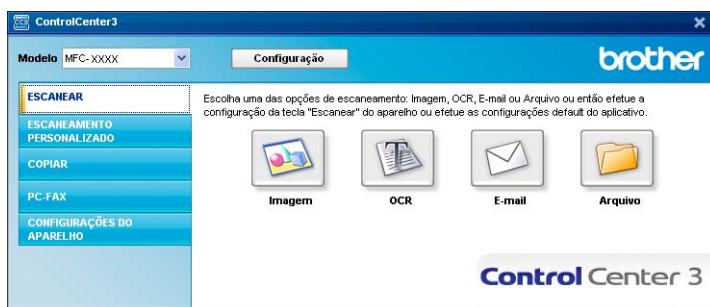 ControlCenter3
Modelo MFC-XXXX Configuração brother
ESCANEAR
ESCANEAMENTO
PERSONALIZADO
COPIAR
PC-FAX
CONFIGURAÇÕES DO
APARELHO
Escolha uma das opções de escaneamento: Imagem, OCR, E-mail ou Arquivo ou então efetue a
configuração da tecla "Escanear" do aparelho ou efetue as configurações default do aplicativo.
Imagem OCR E-mail Arquivo
Control Center 3